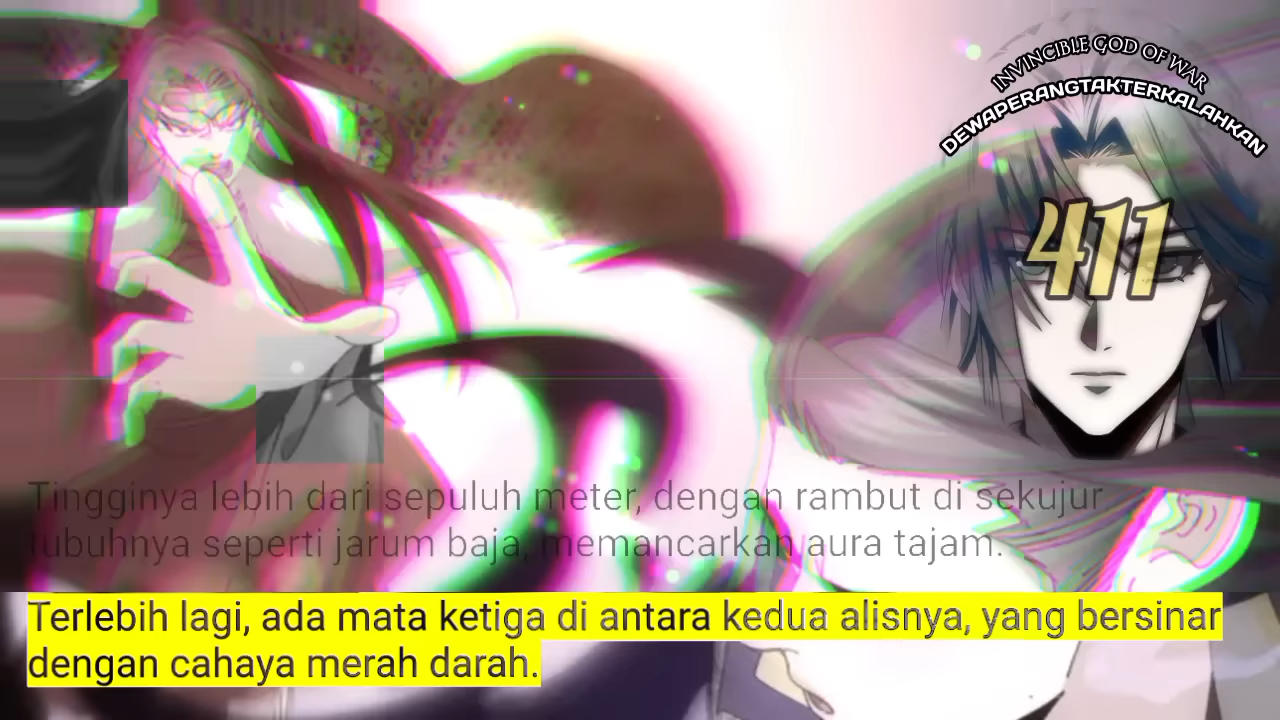 INVINCIBLE GOD OF WAR
DEWAPERANGTAKTERKALAHKAN
411
Tingginya lebih dari sepuluh meter, dengan rambut di sekujur
tubuhnya seperti jarum baja, memancarkan aura tajam.
Terlebih lagi, ada mata ketiga di antara kedua alisnya, yang bersinar
dengan cahaya merah darah.